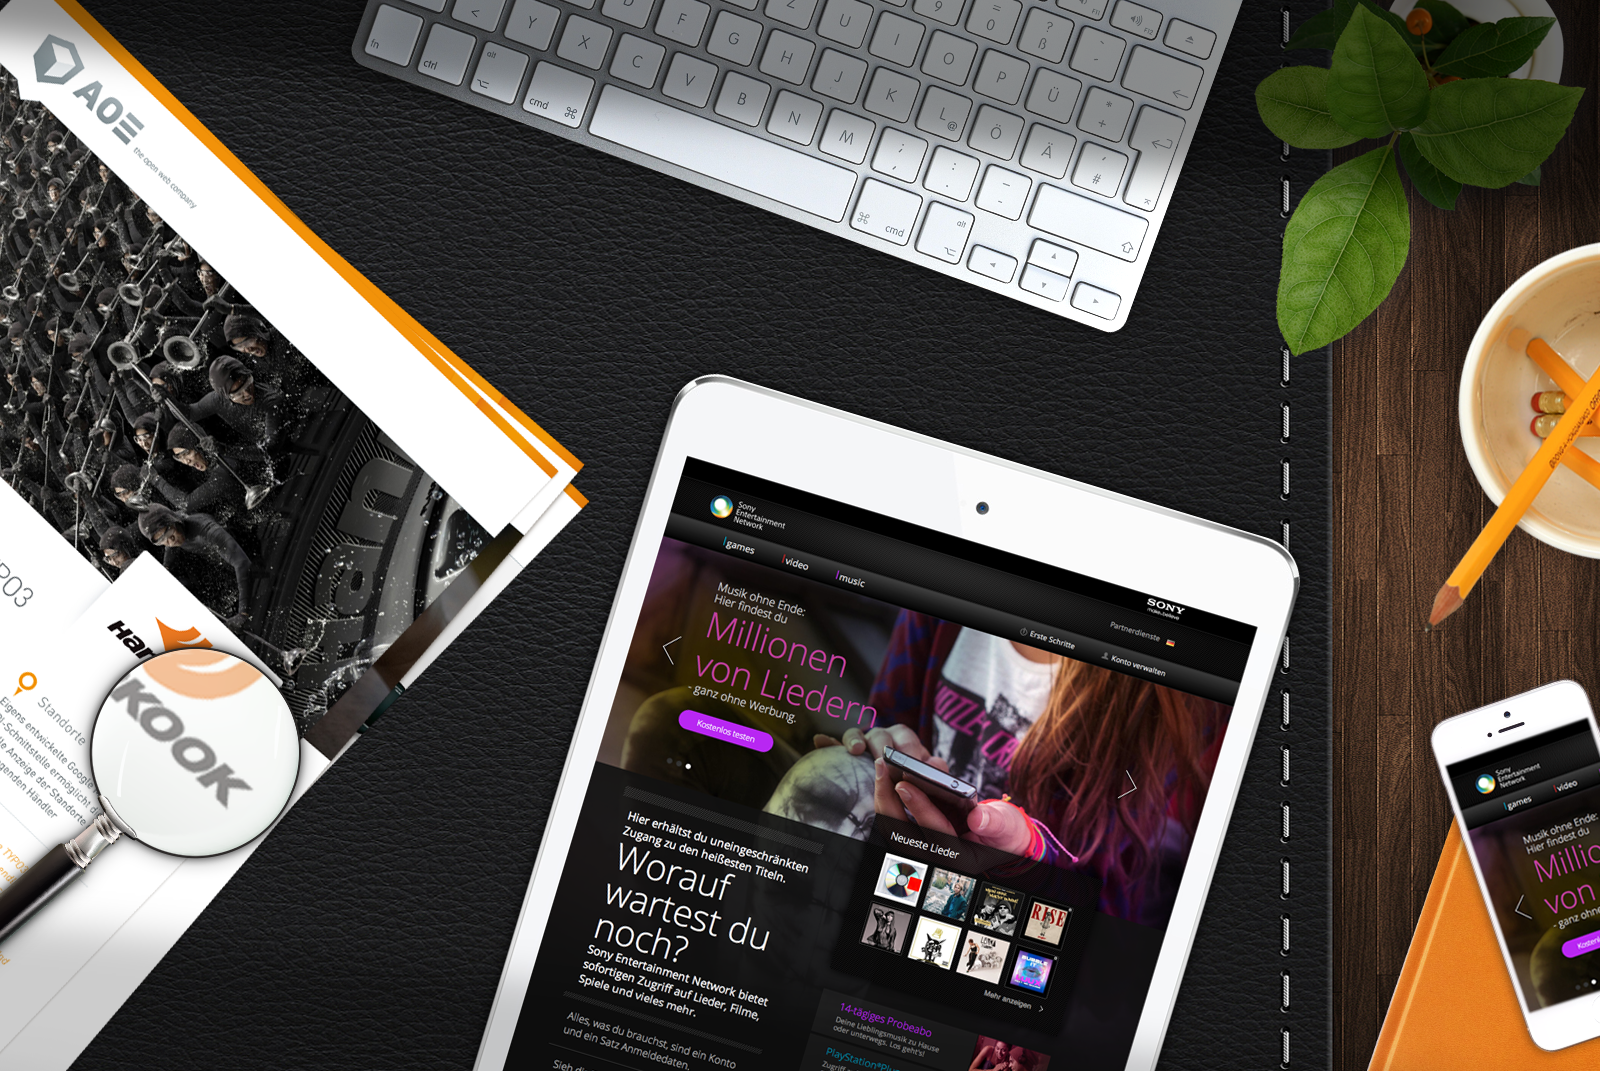 AOE
the open web company
Han
KOOK
Standorte
Eigens entwickelte Google
-Schnittstelle ermöglicht
Anzeige der Standorte
genden Händler
fn
ctrl
alt
cmd
<
Y
X
C
V
B
N
M
D
F
G
H
J
K
L
@
Ö
Ä
#
Z
U
I
O
P
Ü
*
+
9
=
0
?
ß
cmd
alt
Sony
Entertainment
Network
games
video
music
SONY
make.believe
Partnerdienste
Erste Schritte
Konto verwalten
Musik ohne Ende:
Hier findest du
Millionen
von Liedern
- ganz ohne Werbung.
Kostenlos testen
Hier erhältst du uneingeschränkten
Zugang zu den heißesten Titeln.
Worauf
wartest du
noch?
Sony Entertainment Network bietet
sofortigen Zugriff auf Lieder, Filme,
Spiele und vieles mehr.
Alles, was du brauchst, sind ein Konto
und ein Satz Anmeldedaten.
Neueste Lieder
RISE
BUBBLE
IT
Mehr anzeigen
14-tägiges Probeabo
Deine Lieblingsmusik zu Hause
oder unterwegs. Los geht's!
PlayStation®Plus
Sony
Entertainment
Network
games
video
Musik ohne Ende:
Hier findest du
Millio
von
- ganz ohne
Kostenl